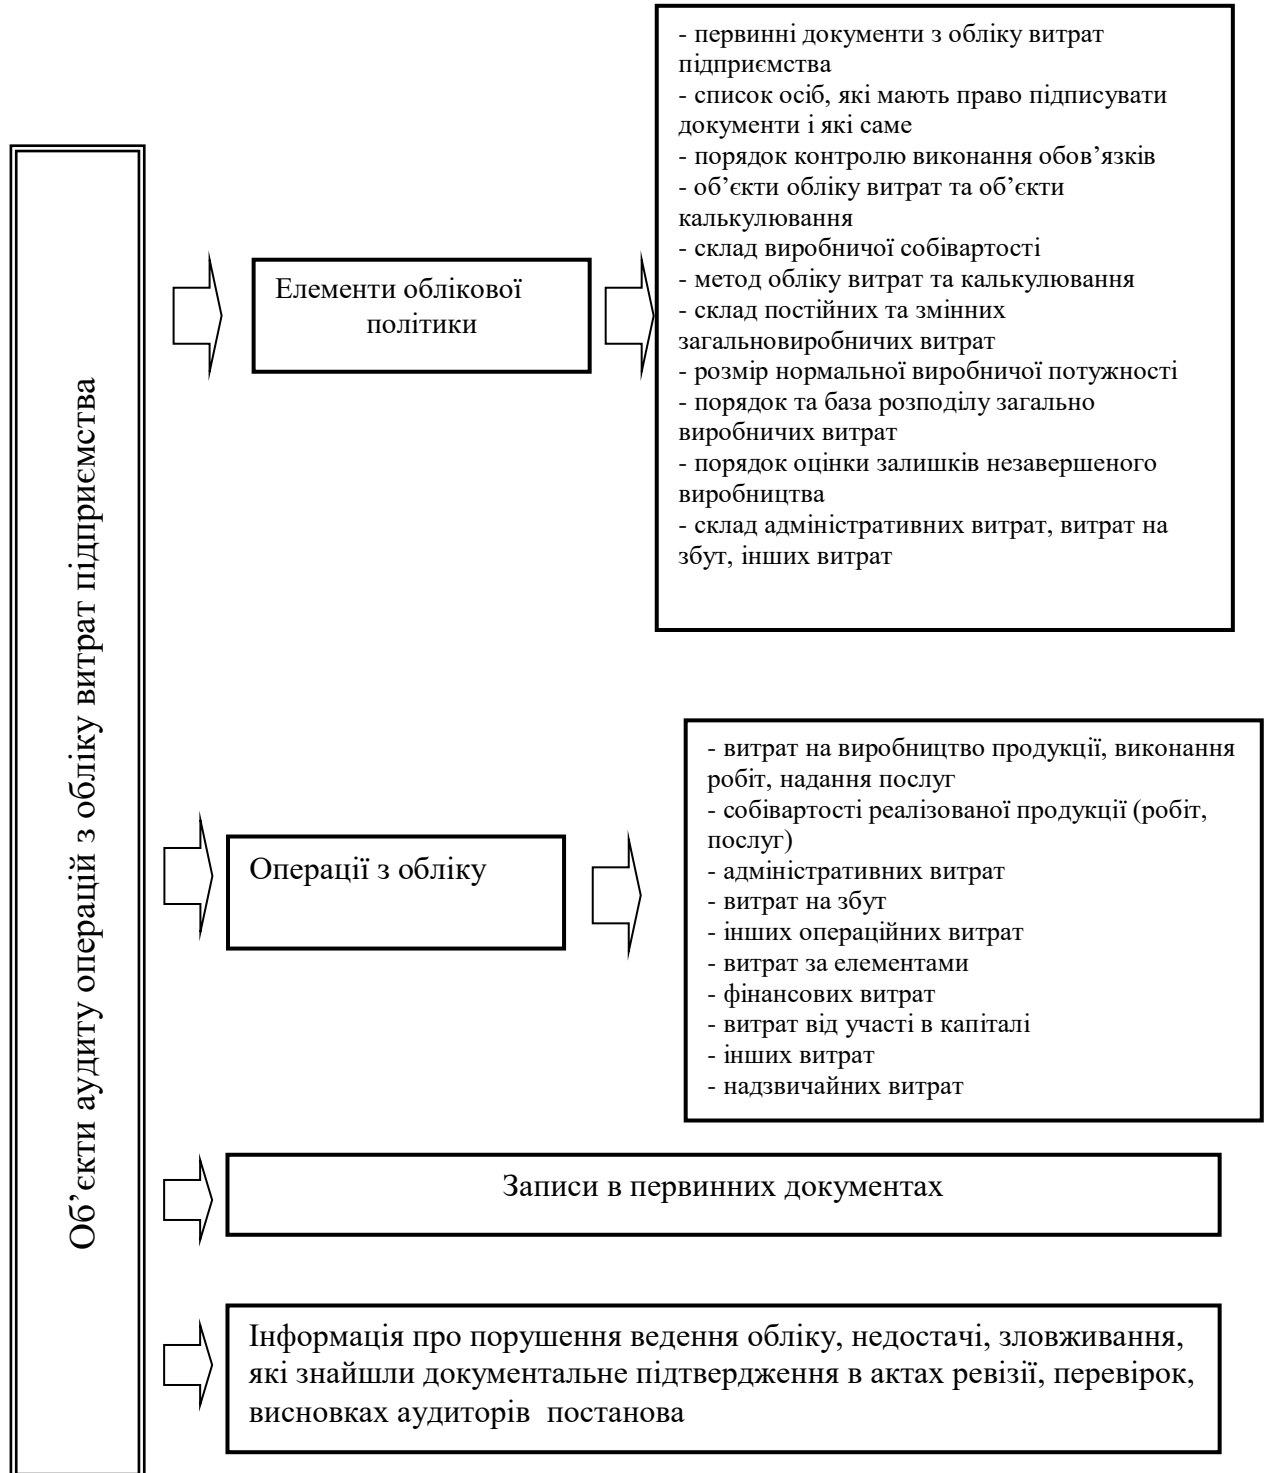 Об’єкти аудиту операцій з обліку витрат підприємства
Елементи облікової
політики
- первинні документи з обліку витрат
підприємства
- список осіб, які мають право підписувати
документи і які саме
- порядок контролю виконання обов’язків
- об’єкти обліку витрат та об’єкти
калькулювання
- склад виробничої собівартості
- метод обліку витрат та калькулювання
- склад постійних та змінних
загальновиробничих витрат
- розмір нормальної виробничої потужності
- порядок та база розподілу загально
виробничих витрат
- порядок оцінки залишків незавершеного
виробництва
- склад адміністративних витрат, витрат на
збут, інших витрат
Операції з обліку
- витрат на виробництво продукції, виконання
робіт, надання послуг
- собівартості реалізованої продукції (робіт,
послуг)
- адміністративних витрат
- витрат на збут
- інших операційних витрат
- витрат за елементами
- фінансових витрат
- витрат від участі в капіталі
- інших витрат
- надзвичайних витрат
Записи в первинних документах
Інформація про порушення ведення обліку, недостачі, зловживання,
які знайшли документальне підтвердження в актах ревізії, перевірок,
висновках аудиторів  постанова